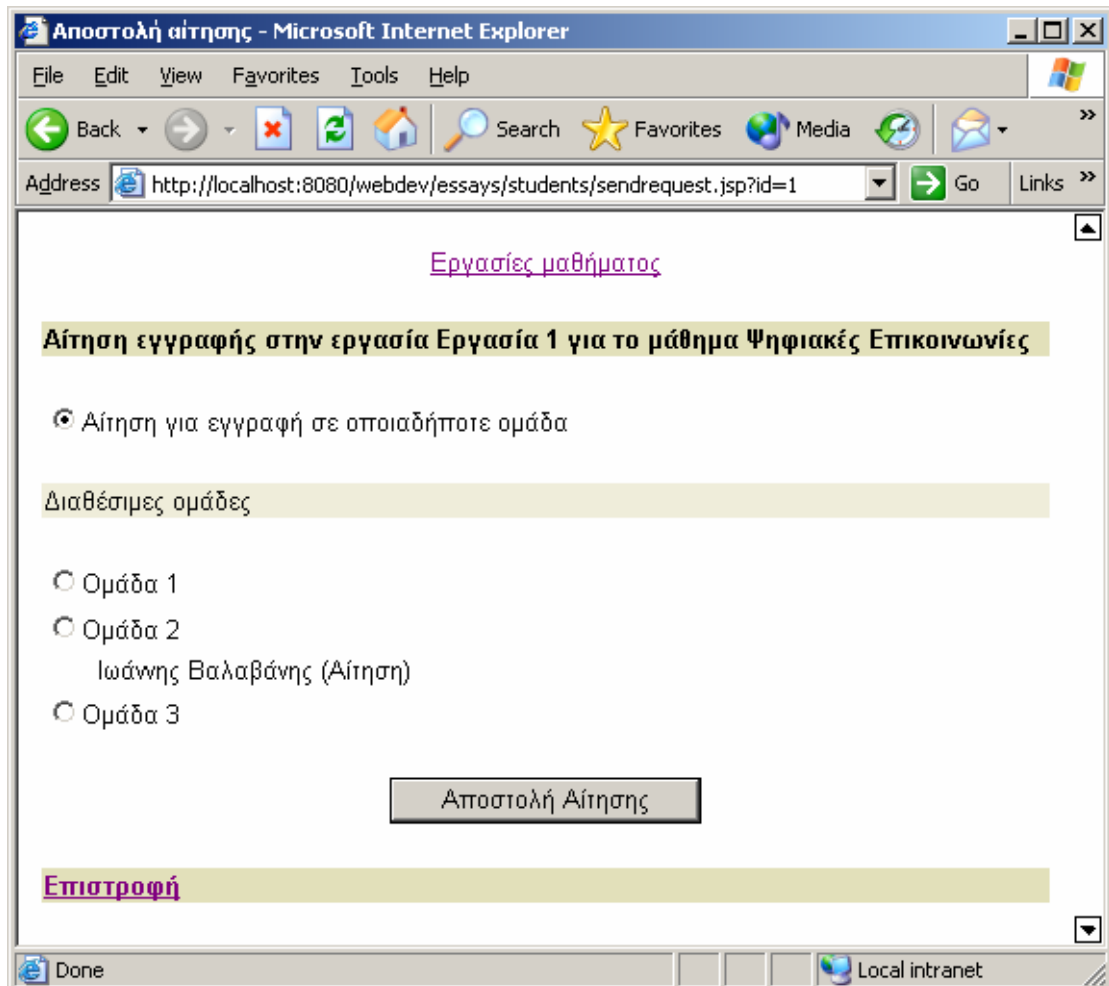 Αποστολή αίτησης - Microsoft Internet Explorer
File Edit View Favorites Tools Help
Back Search Favorites Media »
Address http://localhost:8080/webdev/essays/students/sendrequest.jsp?id=1 Go Links »
Εργασίες μαθήματος
Αίτηση εγγραφής στην εργασία Εργασία 1 για το μάθημα Ψηφιακές Επικοινωνίες
Αίτηση για εγγραφή σε οποιαδήποτε ομάδα
Διαθέσιμες ομάδες
Ομάδα 1
Ομάδα 2
Ιωάννης Βαλαβάνης (Αίτηση)
Ομάδα 3
Αποστολή Αίτησης
Επιστροφή
Done Local intranet